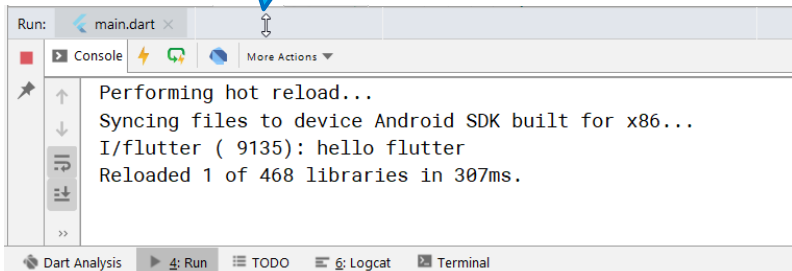 Run: main.dart
Console More Actions
Performing hot reload...
Syncing files to device Android SDK built for x86...
I/flutter ( 9135): hello flutter
Reloaded 1 of 468 libraries in 307ms.
Dart Analysis 4: Run TODO 6: Logcat Terminal